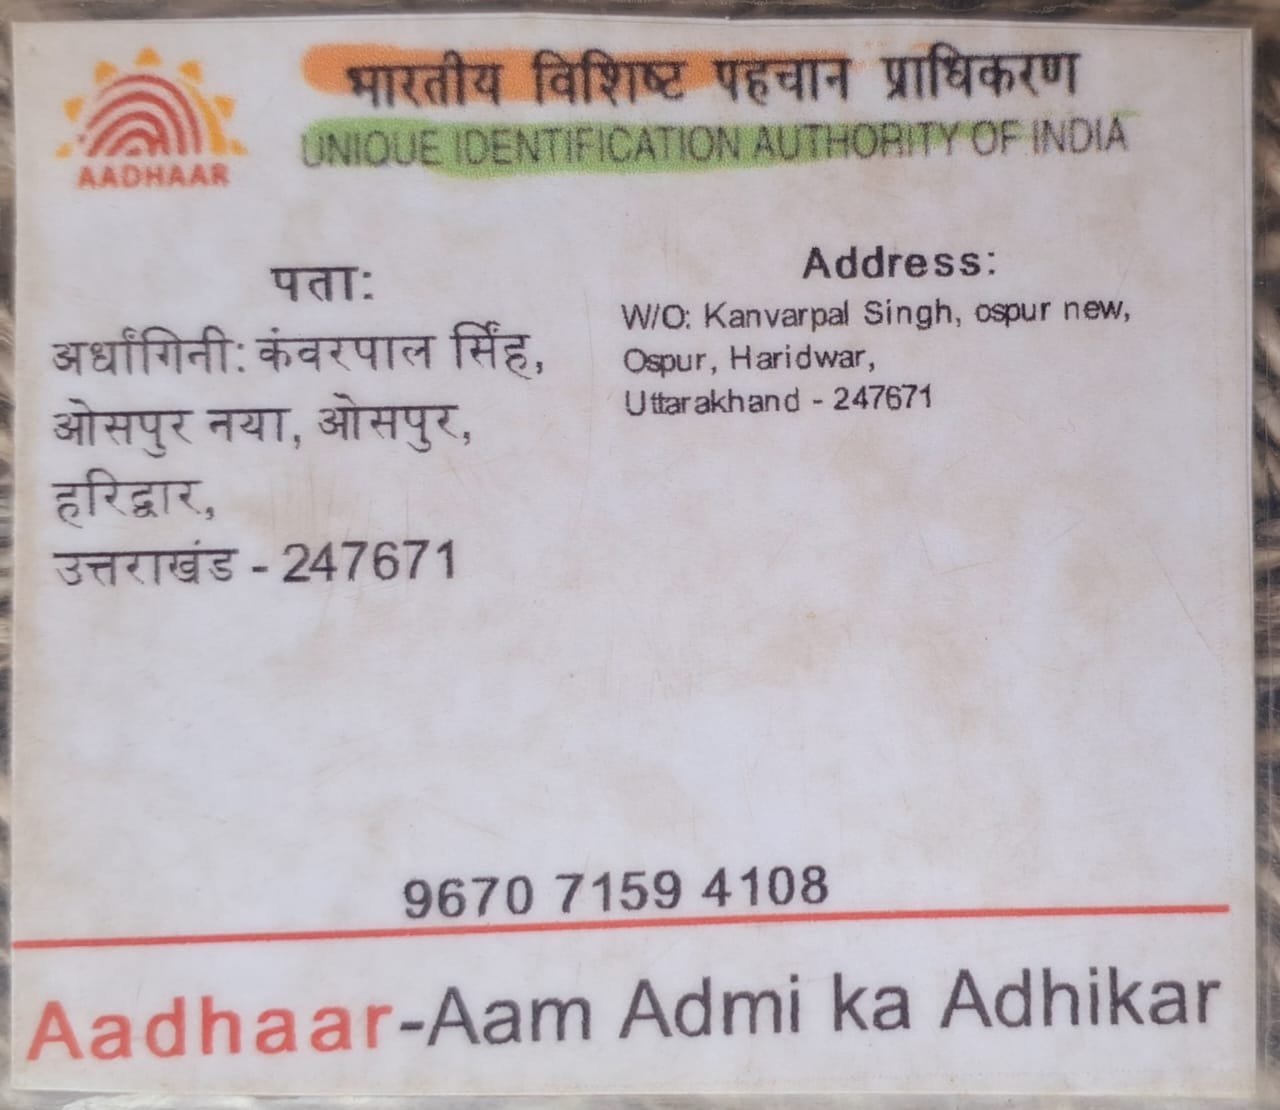 भारतीय विशिष्ट पहचान प्राधिकरण
UNIQUE IDENTIFICATION AUTHORITY OF INDIA
AADHAAR
पता:
अर्धांगिनी: कंवरपाल सिंह,
ओसपुर नया, ओसपुर,
हरिद्वार,
उत्तराखंड - 247671
Address:
W/O: Kanvarpal Singh, ospur new,
Ospur, Haridwar,
Uttarakhand - 247671
9670 7159 4108
Aadhaar-Aam Admi ka Adhikar